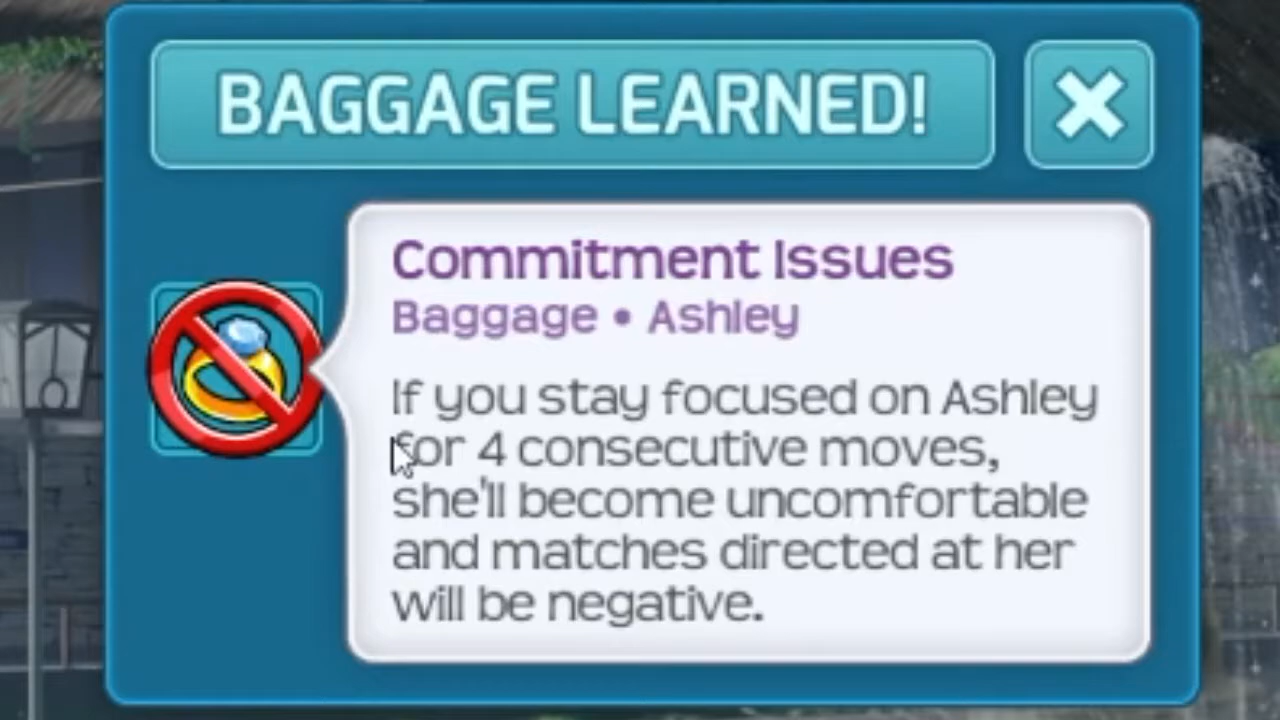 BAGGAGE LEARNED!
Commitment Issues
Baggage • Ashley
If you stay focused on Ashley
for 4 consecutive moves,
she'll become uncomfortable
and matches directed at her
will be negative.